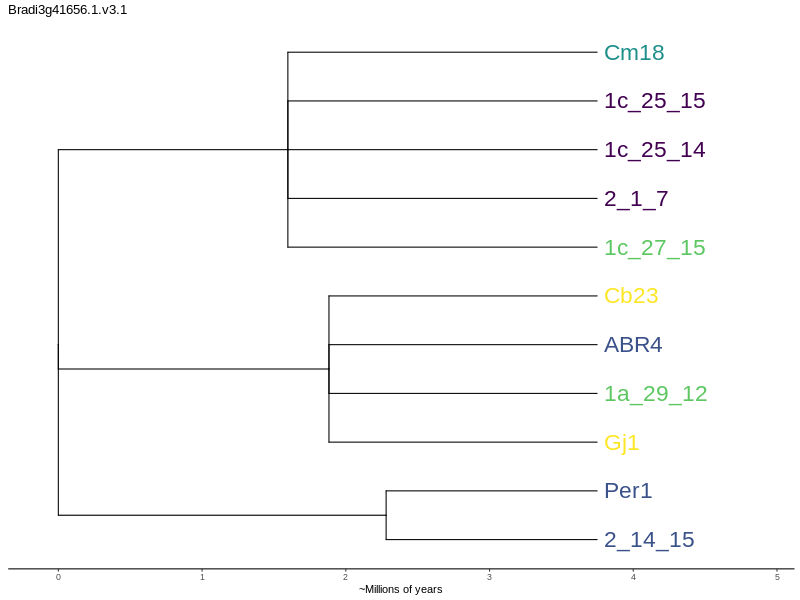 Bradi3g41656.1.v3.1
Cm18
1c_25_15
1c_25_14
2_1_7
1c_27_15
Cb23
ABR4
1a_29_12
Gj1
Per1
2_14_15
0 1 2 3 4 5
~Millions of years